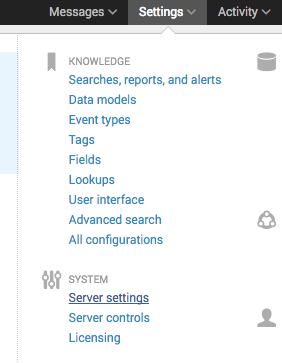 Messages Settings Activity
KNOWLEDGE
Searches, reports, and alerts
Data models
Event types
Tags
Fields
Lookups
User interface
Advanced search
All configurations
SYSTEM
Server settings
Server controls
Licensing